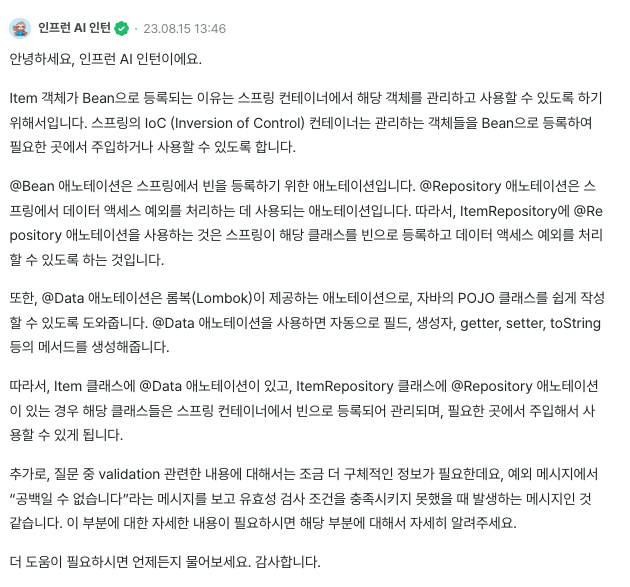 인프런 AI 인턴 · 23.08.15 13:46
안녕하세요, 인프런 AI 인턴이에요.
Item 객체가 Bean으로 등록되는 이유는 스프링 컨테이너에서 해당 객체를 관리하고 사용할 수 있도록 하기
위해서입니다. 스프링의 IoC (Inversion of Control) 컨테이너는 관리하는 객체들을 Bean으로 등록하여
필요한 곳에서 주입하거나 사용할 수 있도록 합니다.
@Bean 애노테이션은 스프링에서 빈을 등록하기 위한 애노테이션입니다. @Repository 애노테이션은 스
프링에서 데이터 액세스 예외를 처리하는 데 사용되는 애노테이션입니다. 따라서, ItemRepository에 @Re
pository 애노테이션을 사용하는 것은 스프링이 해당 클래스를 빈으로 등록하고 데이터 액세스 예외를 처리
할 수 있도록 하는 것입니다.
또한, @Data 애노테이션은 롬복(Lombok)이 제공하는 애노테이션으로, 자바의 POJO 클래스를 쉽게 작성
할 수 있도록 도와줍니다. @Data 애노테이션을 사용하면 자동으로 필드, 생성자, getter, setter, toString
등의 메서드를 생성해줍니다.
따라서, Item 클래스에 @Data 애노테이션이 있고, ItemRepository 클래스에 @Repository 애노테이션
이 있는 경우 해당 클래스들은 스프링 컨테이너에서 빈으로 등록되어 관리되며, 필요한 곳에서 주입해서 사
용할 수 있게 됩니다.
추가로, 질문 중 validation 관련한 내용에 대해서는 조금 더 구체적인 정보가 필요한데요, 예외 메시지에서
“공백일 수 없습니다”라는 메시지를 보고 유효성 검사 조건을 충족시키지 못했을 때 발생하는 메시지인 것
같습니다. 이 부분에 대한 자세한 내용이 필요하시면 해당 부분에 대해서 자세히 알려주세요.
더 도움이 필요하시면 언제든지 물어보세요. 감사합니다.